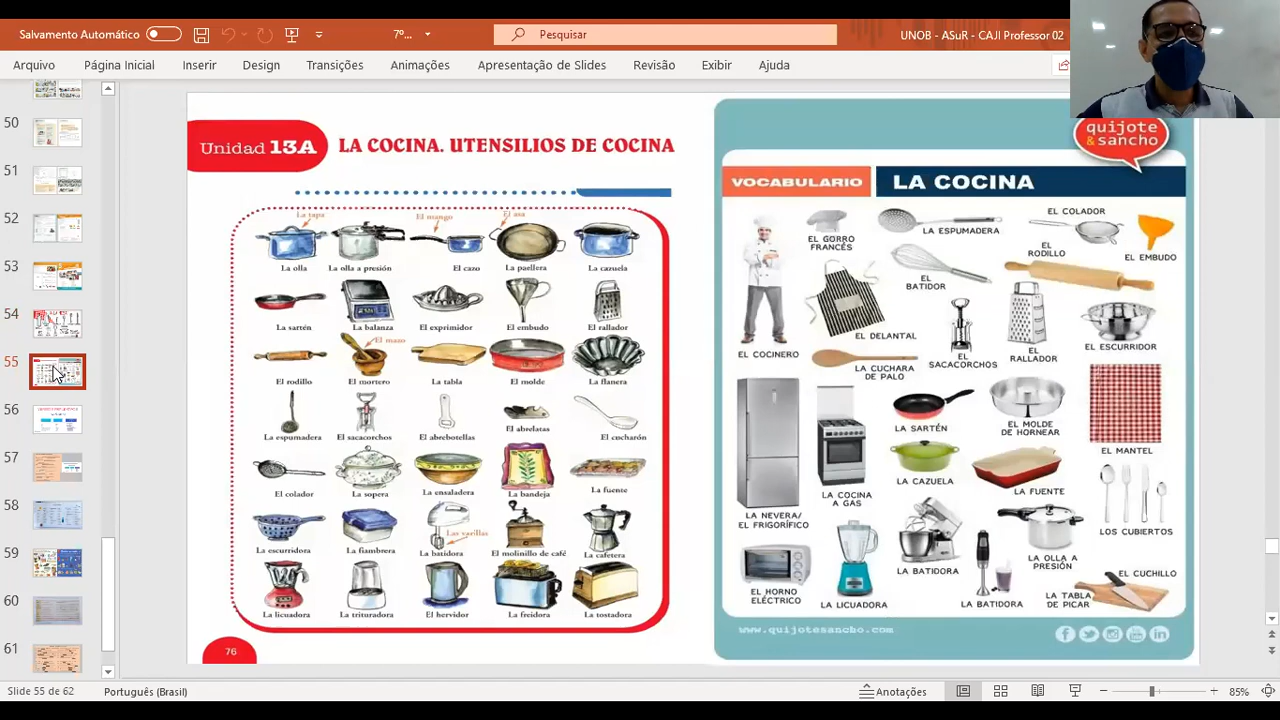 Salvamento Automático
7º...
Pesquisar
UNOB - ASuR - CAJI Professor 02
Arquivo
Página Inicial
Inserir
Design
Transições
Animações
Apresentação de Slides
Revisão
Exibir
Ajuda
50
51
52
53
54
55
56
57
58
59
60
61
Unidad 13A
LA COCINA. UTENSILIOS DE COCINA
La tapa
El mango
El asa
La olla
La olla a presión
El cazo
La paellera
La cazuela
La sartén
La balanza
El exprimidor
El embudo
El rallador
El mazo
El rodillo
El mortero
La tabla
El molde
La flanera
La espumadera
El sacacorchos
El abrebotellas
El abrelatas
El cucharón
El colador
La sopera
La ensaladera
La bandeja
La fuente
Las varillas
La escurridora
La fiambrera
La batidora
El molinillo de café
La cafetera
La licuadora
La trituradora
El hervidor
La freidora
La tostadora
76
quijote
&sancho
VOCABULARIO
LA COCINA
EL GORRO
FRANCÉS
LA ESPUMADERA
EL COLADOR
EL
RODILLO
EL EMBUDO
EL
BATIDOR
EL COCINERO
EL DELANTAL
EL
SACACORCHOS
EL
RALLADOR
EL ESCURRIDOR
LA CUCHARA
DE PALO
LA SARTÉN
EL MOLDE
DE HORNEAR
EL MANTEL
LA NEVERA/
EL FRIGORÍFICO
LA COCINA
A GAS
LA CAZUELA
LA FUENTE
LOS CUBIERTOS
EL HORNO
ELÉCTRICO
LA LICUADORA
LA BATIDORA
LA BATIDORA
LA OLLA A
PRESIÓN
LA TABLA
DE PICAR
EL CUCHILLO
www.quijotesancho.com
Slide 55 de 62
Português (Brasil)
Anotações
85%